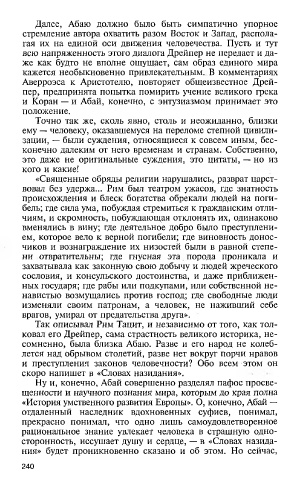 Далее, Абаю должно было быть симпатично упорное
стремление автора охватить разом Восток и Запад, располагая
их на единой оси движения человечества. Пусть и тут
всю напряженность этого диалога Дрейпер не передает и даже
как будто не вполне ощущает, сам образ единого мира
кажется необыкновенно привлекательным. В комментариях
Аверроэса к Аристотелю, повторяет общеизвестное Дрейпер,
предпринята попытка помирить учение великого грека
и Коран — и Абай, конечно, с энтузиазмом принимает это
положение.
Точно так же, сколь явно, столь и неожиданно, близки
ему — человеку, оказавшемуся на переломе степной цивилизации,
— были суждения, относящиеся к совсем иным, бесконечно
далеким от него временам и странам. Собственно,
это даже не оригинальные суждения, это цитаты, — но из
кого и какие!
«Священные обряды религии нарушались, разврат царствовал
без удержа... Рим был театром ужасов, где знатность
происхождения и блеск богатства обрекали людей на погибель;
где сила ума, побуждая стремиться к гражданским отличиям,
и скромность, побуждающая отклонять их, одинаково
вменялись в вину; где деятельное добро было преступлением,
которое вело к верной погибели; где виновность доносчиков
и вознаграждение их низостей были в равной степени
отвратительны; где гнусная эта порода проникала и
захватывала как законную свою добычу и людей жреческого
сословия, и консульского достоинства, и даже приближенных
государя; где рабы или подкупами, или собственной ненавистью
возмущались против господ; где свободные люди
изменяли своим патронам, а человек, не наживший себе
врагов, умирал от предательства друга».
Так описывал Рим Тацит, и независимо от того, как толковал
его Дрейпер, сама страстность великого историка, несомненно,
была близка Абаю. Разве и его народ не колеблется
над обрывом столетий, разве нет вокруг порчи нравов
и преступления законов человечности? Обо всем этом он
скоро напишет в «Словах назидания».
Ну и, конечно, Абай совершенно разделял пафос просвещенности
и научного познания мира, которым до края полна
«История умственного развития Европы». О, конечно, Абай —
отдаленный наследник вдохновенных суфиев, понимал,
прекрасно понимал, что одно лишь самоудовлетворенное
рациональное знание увлекает человека в страшную односторонность,
иссушает душу и сердце, — в «Словах назидания»
будет проникновенно сказано и об этом. Но сейчас,
240